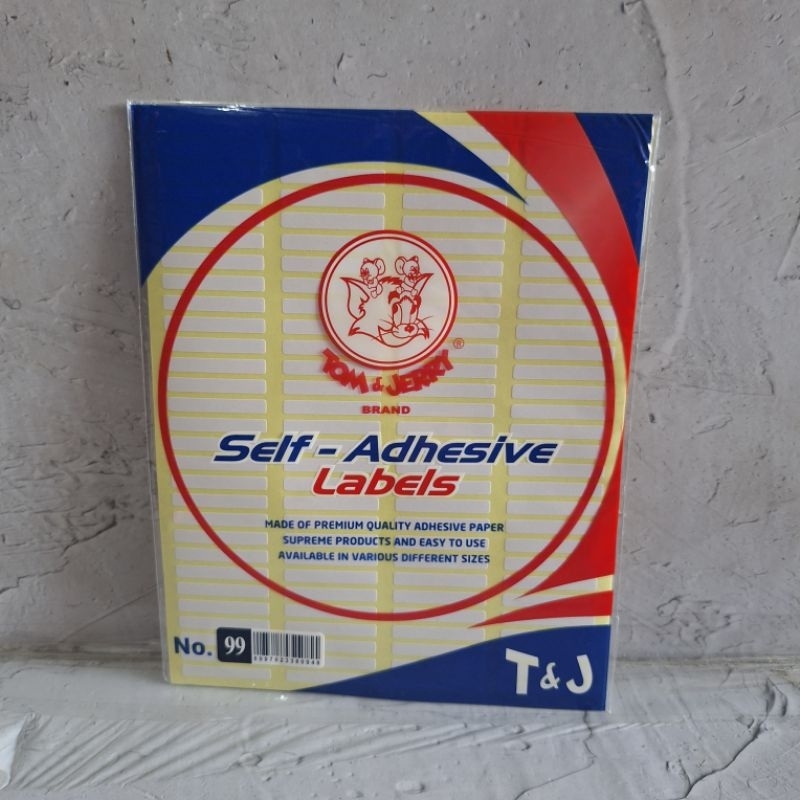 TOM & JERRY ®
BRAND
Self - Adhesive
Labels
MADE OF PREMIUM QUALITY ADHESIVE PAPER
SUPREME PRODUCTS AND EASY TO USE
AVAILABLE IN VARIOUS DIFFERENT SIZES
No. 99
T&J